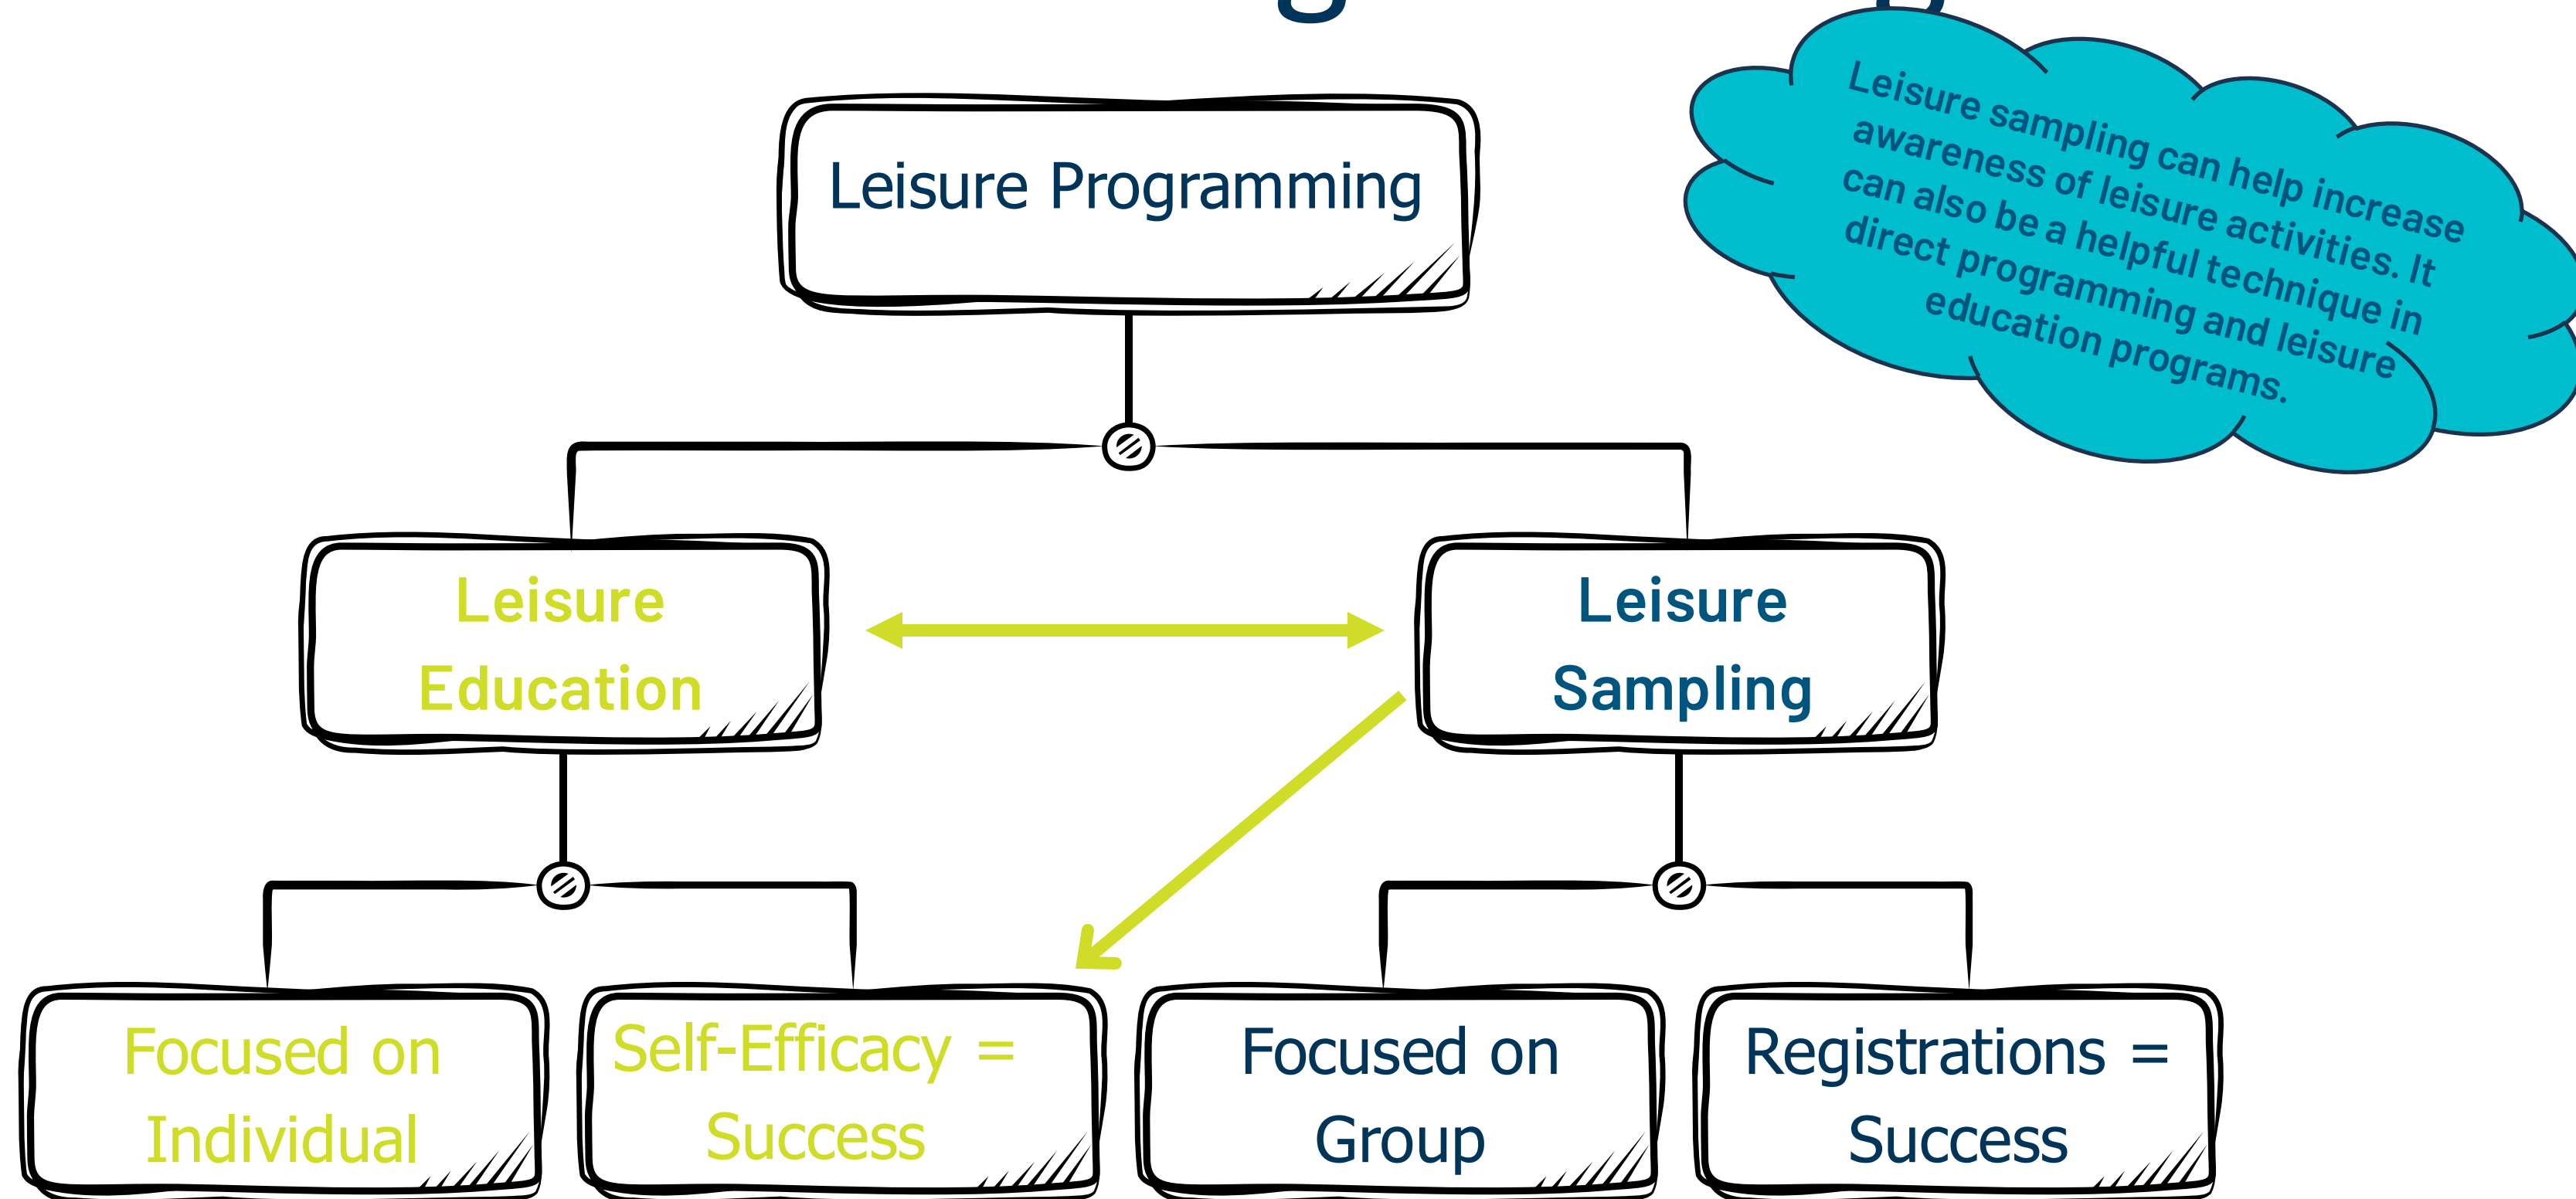 Leisure sampling can help increase
awareness of leisure activities. It
can also be a helpful technique in
direct programming and leisure
education programs.
Leisure Programming
Leisure
Education
Leisure
Sampling
Focused on
Individual
Self-Efficacy =
Success
Focused on
Group
Registrations =
Success